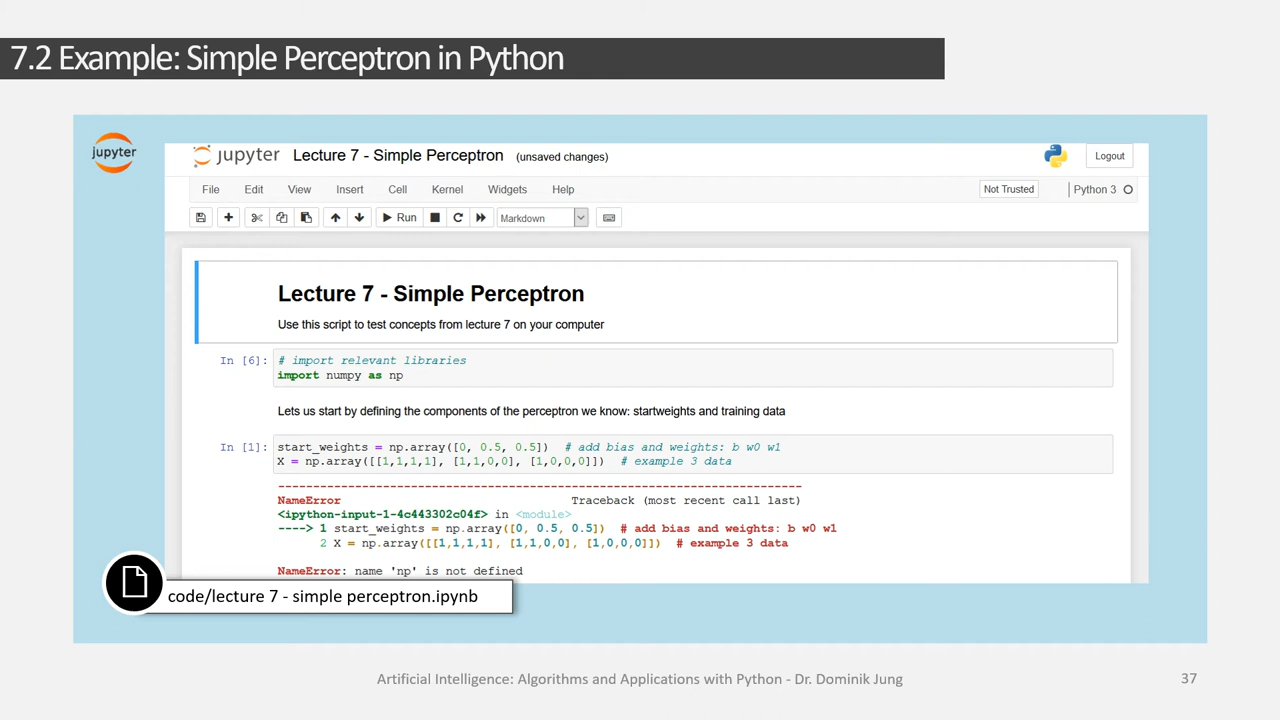 7.2 Example: Simple Perceptron in Python
jupyter
jupyter Lecture 7 - Simple Perceptron (unsaved changes) Logout
File Edit View Insert Cell Kernel Widgets Help Not Trusted Python 3
Run Markdown
Lecture 7 - Simple Perceptron
Use this script to test concepts from lecture 7 on your computer
In [6]: # import relevant libraries
import numpy as np
Lets us start by defining the components of the perceptron we know: startweights and training data
In [1]: start_weights = np.array([0, 0.5, 0.5]) # add bias and weights: b w0 w1
X = np.array([[1,1,1,1], [1,1,0,0], [1,0,0,0]]) # example 3 data
---------------------------------------------------------------------------
NameError Traceback (most recent call last)
<ipython-input-1-4c443302c04f> in <module>
----> 1 start_weights = np.array([0, 0.5, 0.5]) # add bias and weights: b w0 w1
2 X = np.array([[1,1,1,1], [1,1,0,0], [1,0,0,0]]) # example 3 data
NameError: name 'np' is not defined
code/lecture 7 - simple perceptron.ipynb
Artificial Intelligence: Algorithms and Applications with Python - Dr. Dominik Jung
37